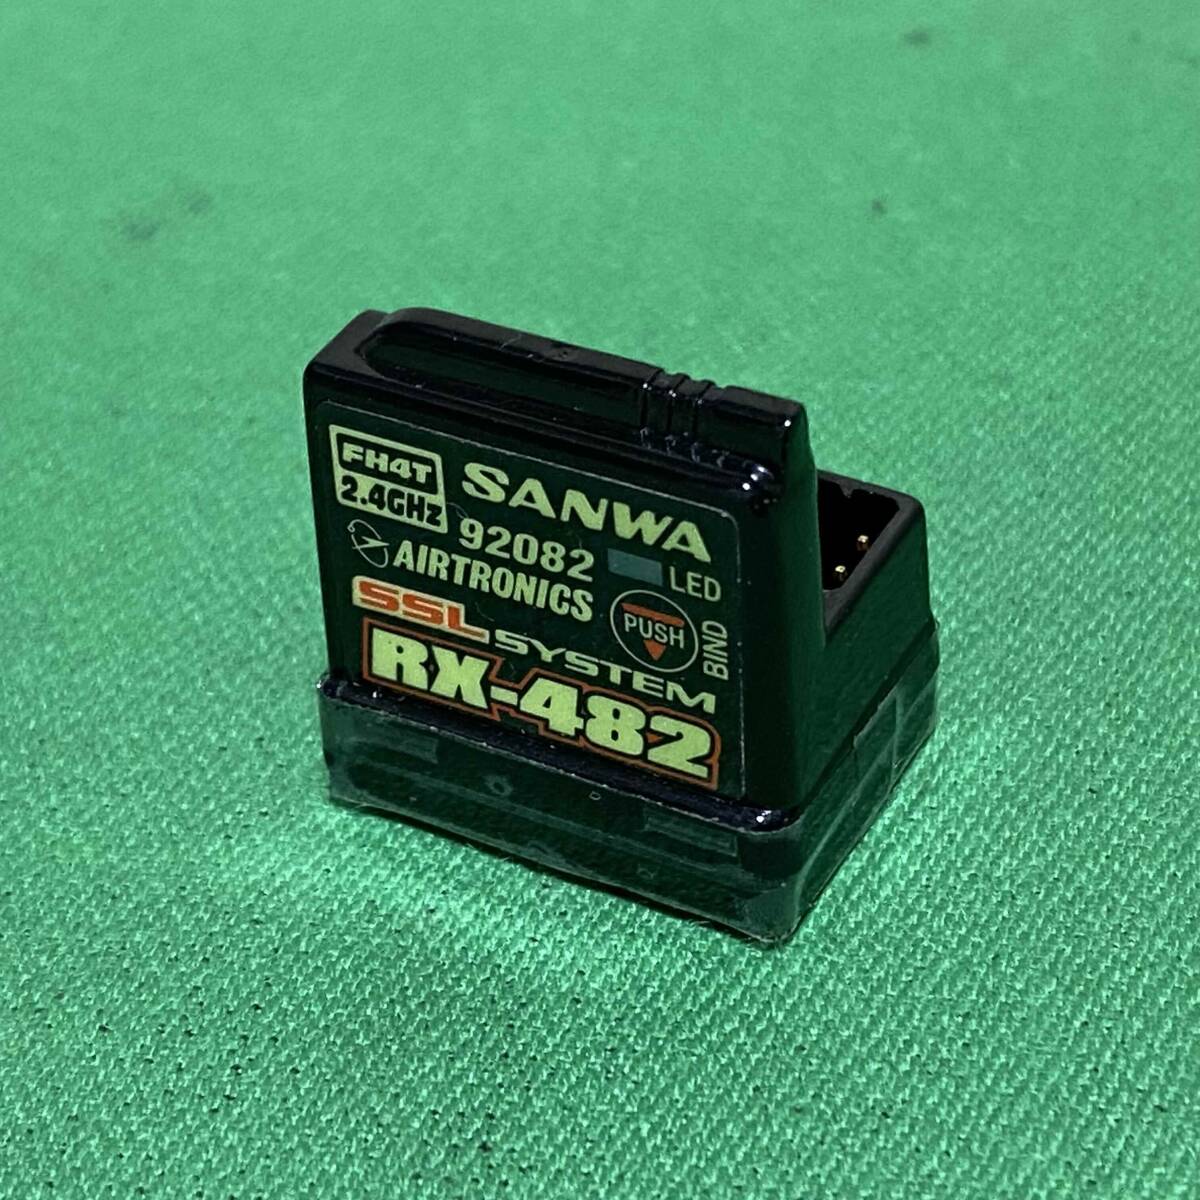 FH4T
2.4GHz
SANWA
92082
AIRTRONICS
LED
SSL SYSTEM
PUSH
BIND
RX-482